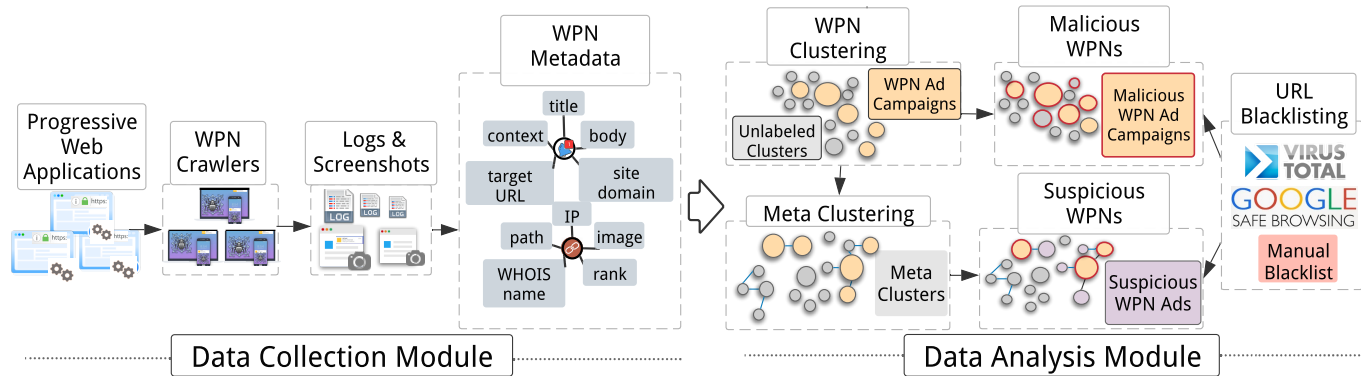 Progressive
Web
Applications
https:
https:
https:
WPN
Crawlers
Logs &
Screenshots
LOG
LOG
LOG
WPN
Metadata
title
context
body
target
URL
site
domain
IP
path
image
WHOIS
name
rank
Data Collection Module
WPN
Clustering
WPN Ad
Campaigns
Unlabeled
Clusters
Meta Clustering
Meta
Clusters
Malicious
WPNs
Malicious
WPN Ad
Campaigns
Suspicious
WPNs
Suspicious
WPN Ads
URL
Blacklisting
VIRUS
TOTAL
GOOGLE
SAFE BROWSING
Manual
Blacklist
Data Analysis Module